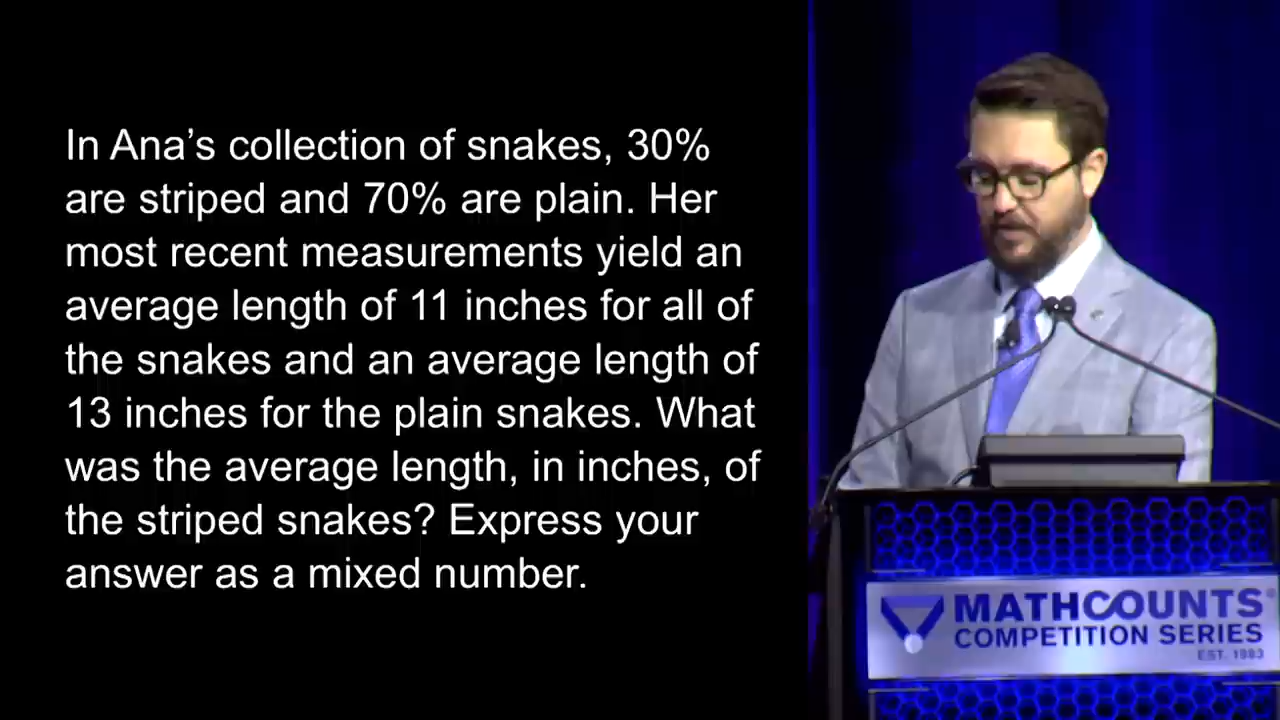 In Ana’s collection of snakes, 30%
are striped and 70% are plain. Her
most recent measurements yield an
average length of 11 inches for all of
the snakes and an average length of
13 inches for the plain snakes. What
was the average length, in inches, of
the striped snakes? Express your
answer as a mixed number.
MATHCOUNTS®
COMPETITION SERIES
EST. 1983